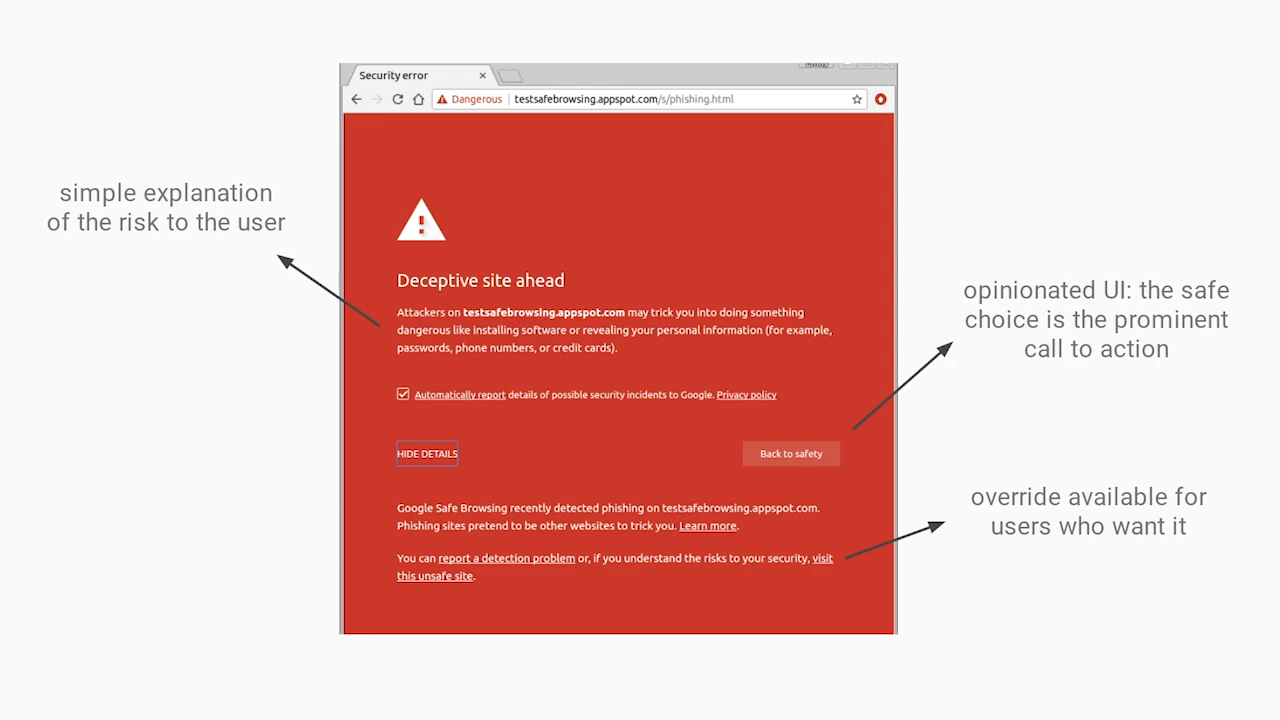 Security error
Dangerous testsafebrowsing.appspot.com/s/phishing.html
simple explanation
of the risk to the user
Deceptive site ahead
Attackers on testsafebrowsing.appspot.com may trick you into doing something
dangerous like installing software or revealing your personal information (for example,
passwords, phone numbers, or credit cards).
opinionated UI: the safe
choice is the prominent
call to action
Automatically report details of possible security incidents to Google. Privacy policy
HIDE DETAILS
Back to safety
Google Safe Browsing recently detected phishing on testsafebrowsing.appspot.com.
Phishing sites pretend to be other websites to trick you. Learn more.
override available for
users who want it
You can report a detection problem or, if you understand the risks to your security, visit
this unsafe site.